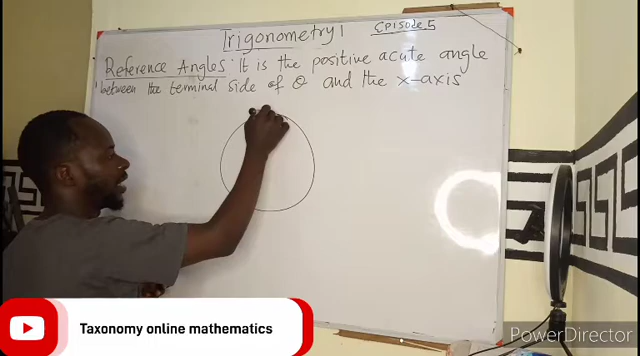 Trigonometry 1
EPISODE.5
Reference Angles: It is the positive acute angle
between the terminal side of θ and the x-axis
Taxonomy online mathematics
PowerDirector